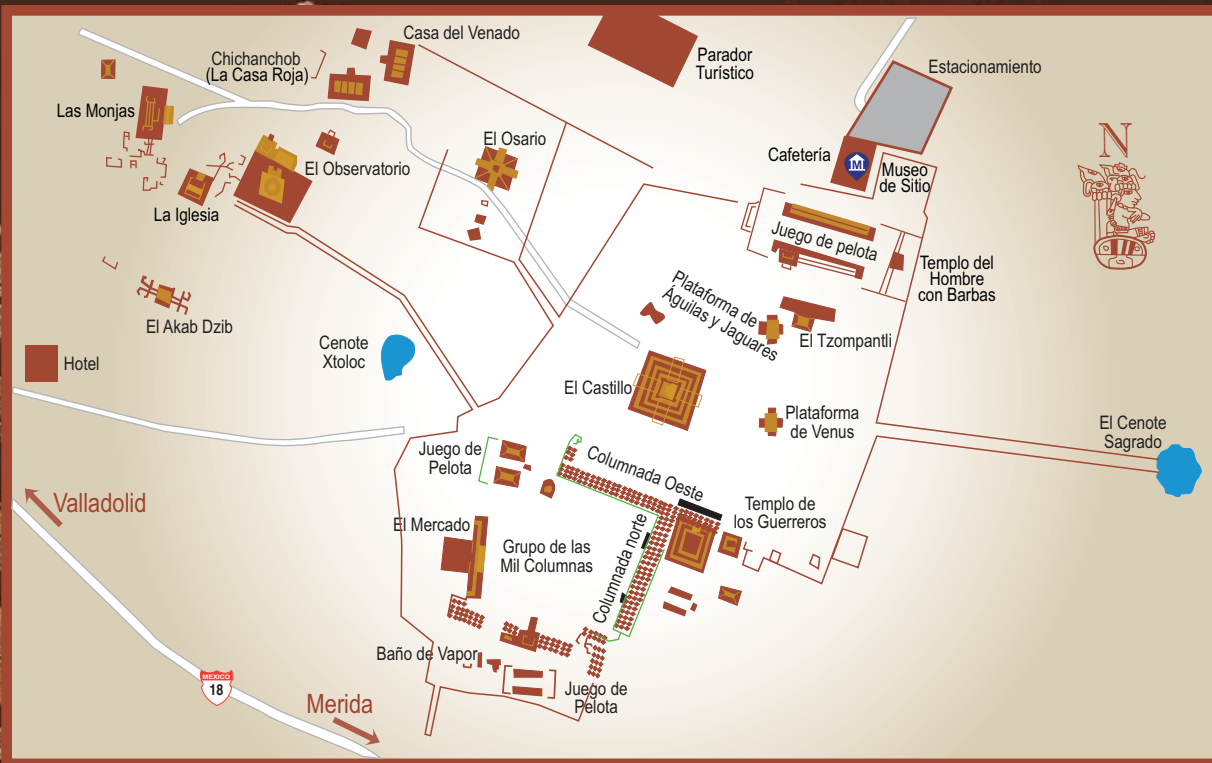 Casa del Venado
Chichanchob
(La Casa Roja)
Parador
Turístico
Estacionamiento
Las Monjas
El Osario
Cafetería
M
Museo
de Sitio
N
El Observatorio
La Iglesia
Juego de pelota
Templo del
Hombre
con Barbas
Plataforma de
Águilas y Jaguares
El Tzompantli
El Akab Dzib
Cenote
Xtoloc
Hotel
El Castillo
Plataforma
de Venus
El Cenote
Sagrado
Juego de
Pelota
Columnada Oeste
Valladolid
Templo de
los Guerreros
El Mercado
Grupo de las
Mil Columnas
Columnada norte
Baño de Vapor
MEXICO
18
Merida
Juego de
Pelota